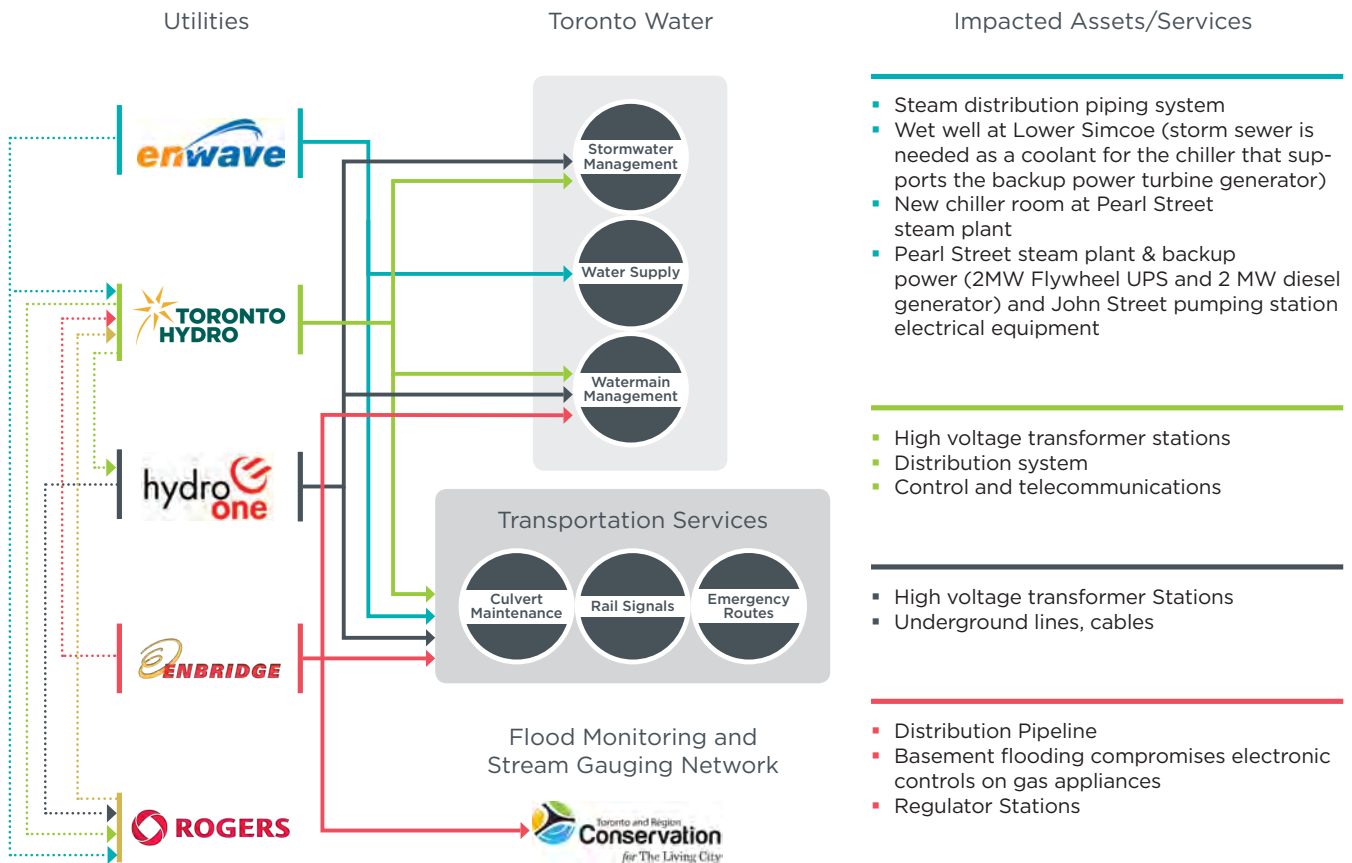 Utilities
Toronto Water
Impacted Assets/Services
enwave
TORONTO
HYDRO
hydro
one
ENBRIDGE
ROGERS
Stormwater
Management
Water Supply
Watermain
Management
Transportation Services
Culvert
Maintenance
Rail Signals
Emergency
Routes
Flood Monitoring and
Stream Gauging Network
Toronto and Region
Conservation
for The Living City
Steam distribution piping system
Wet well at Lower Simcoe (storm sewer is
needed as a coolant for the chiller that sup-
ports the backup power turbine generator)
New chiller room at Pearl Street
steam plant
Pearl Street steam plant & backup
power (2MW Flywheel UPS and 2 MW diesel
generator) and John Street pumping station
electrical equipment
High voltage transformer stations
Distribution system
Control and telecommunications
High voltage transformer Stations
Underground lines, cables
Distribution Pipeline
Basement flooding compromises electronic
controls on gas appliances
Regulator Stations